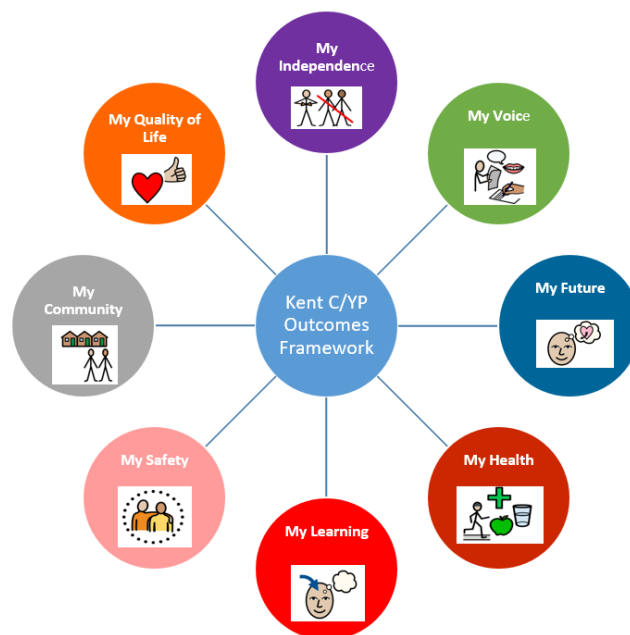 My
Independence
My Voice
My Future
My Health
My Learning
My Safety
My
Community
My Quality of
Life
Kent C/YP
Outcomes
Framework